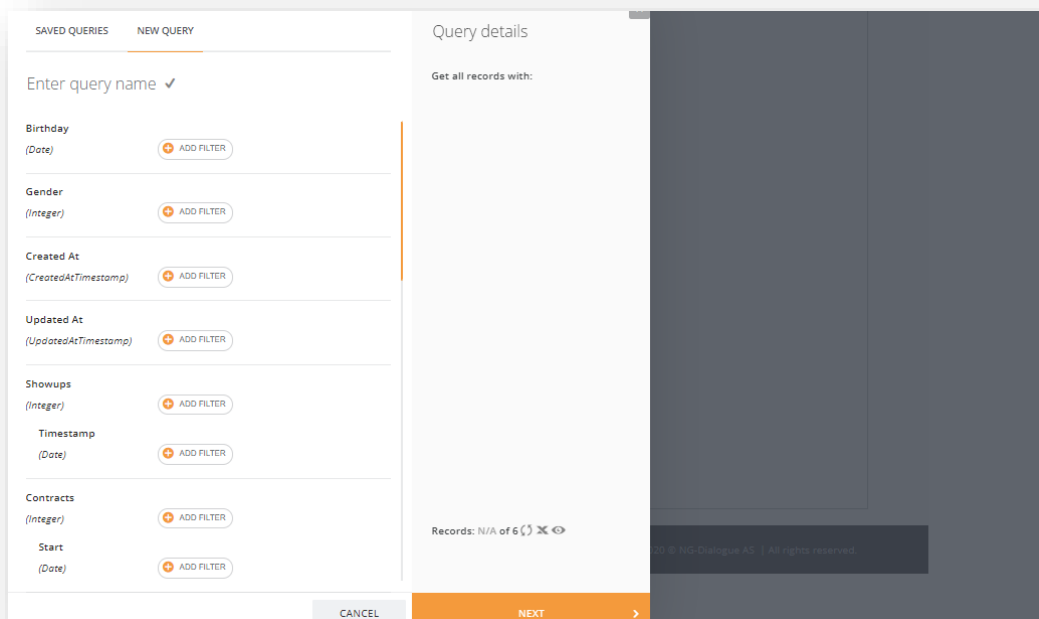 SAVED QUERIES NEW QUERY
Enter query name
Birthday
(Date) ADD FILTER
Gender
(Integer) ADD FILTER
Created At
(CreatedAtTimestamp) ADD FILTER
Updated At
(UpdatedAtTimestamp) ADD FILTER
Showups
(Integer) ADD FILTER
Timestamp
(Date) ADD FILTER
Contracts
(Integer) ADD FILTER
Start
(Date) ADD FILTER
CANCEL
Query details
Get all records with:
Records: N/A of 6
NEXT
20 © NG-Dialogue AS. | All rights reserved